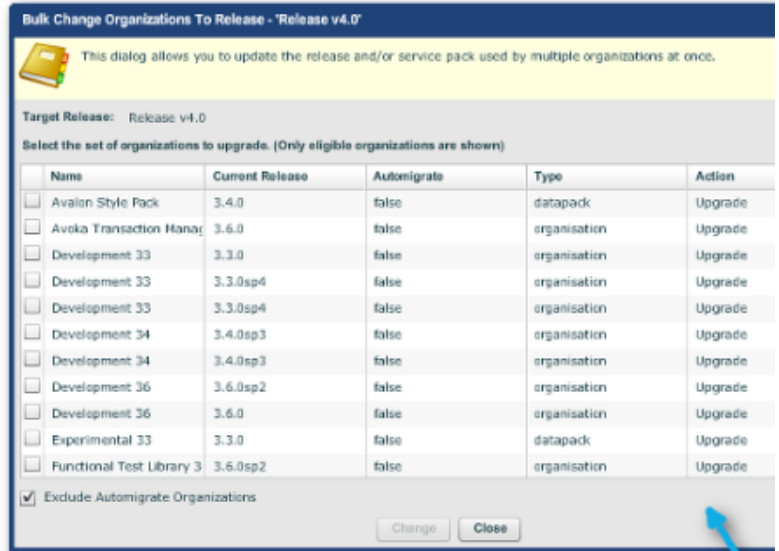 Bulk Change Organizations To Release - 'Release v4.0'
This dialog allows you to update the release and/or service pack used by multiple organizations at once.
Target Release: Release v4.0
Select the set of organizations to upgrade. (Only eligible organizations are shown)
Name Current Release Automigrate Type Action
Avalon Style Pack 3.4.0 false datapack Upgrade
Avoka Transaction Manag 3.6.0 false organisation Upgrade
Development 33 3.3.0 false organisation Upgrade
Development 33 3.3.0sp4 false organisation Upgrade
Development 33 3.3.0sp4 false organisation Upgrade
Development 34 3.4.0sp3 false organisation Upgrade
Development 34 3.4.0sp3 false organisation Upgrade
Development 36 3.6.0sp2 false organisation Upgrade
Development 36 3.6.0 false organisation Upgrade
Experimental 33 3.3.0 false datapack Upgrade
Functional Test Library 3 3.6.0sp2 false organisation Upgrade
Exclude Automigrate Organizations
Change Close